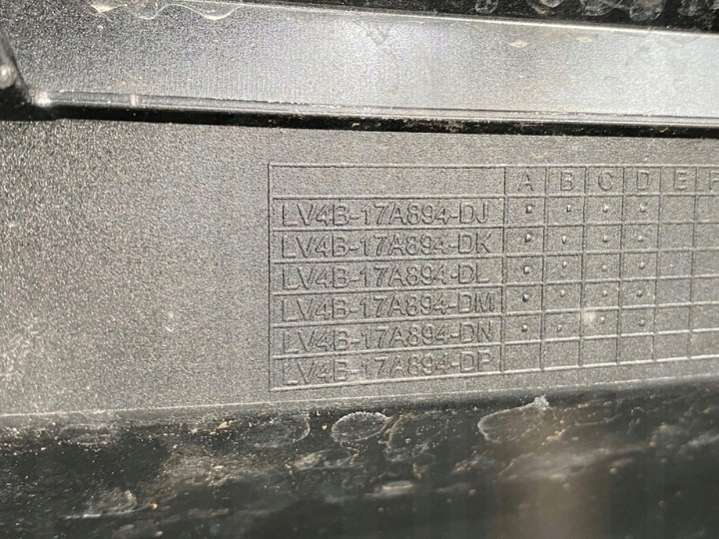 A B C D E F
LV4B-17A894-DJ
LV4B-17A894-DK
LV4B-17A894-DL
LV4B-17A894-DM
LV4B-17A894-DN
LV4B-17A894-DP